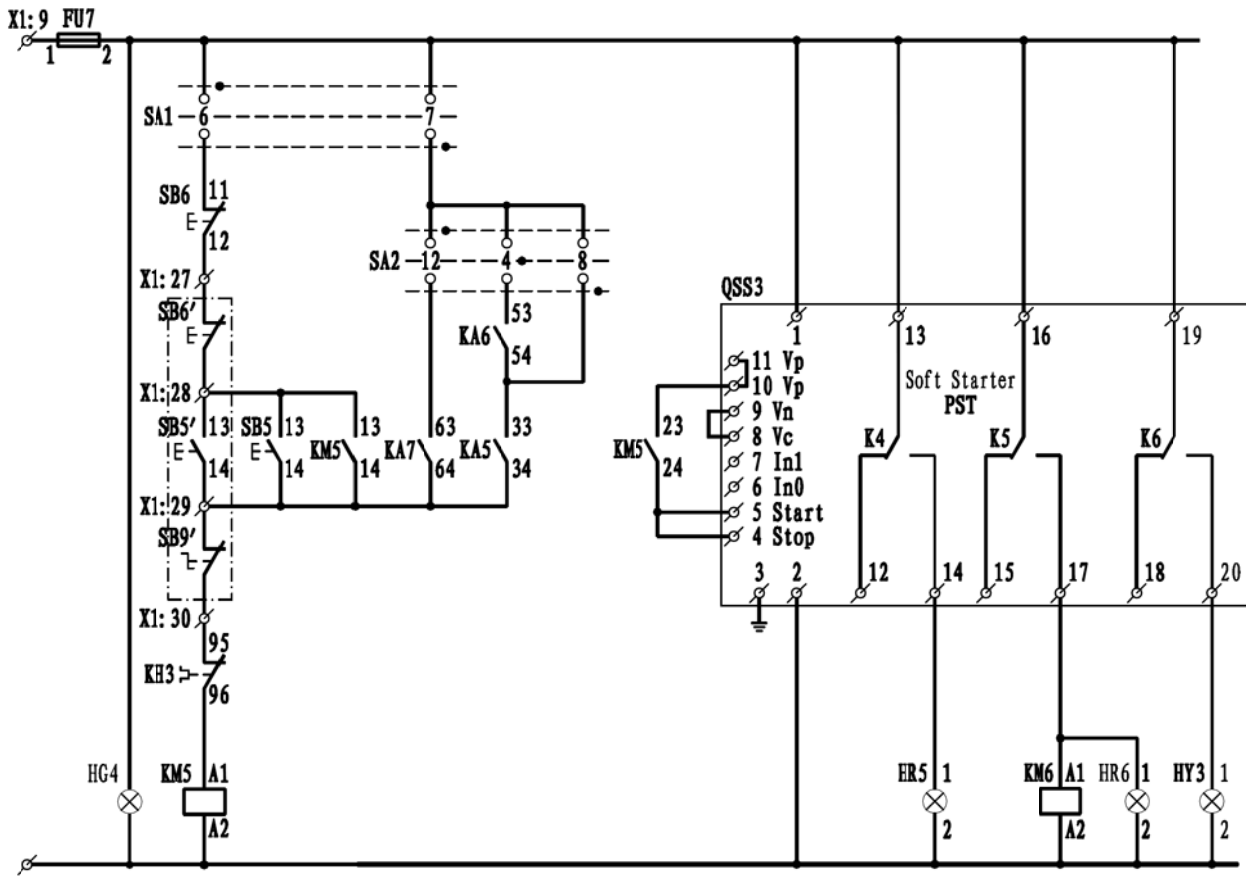 X1:9 FU7
1 2
SA1 6 7
SB6 11
12
SA2 12 4 8
X1:27
QSS3
SB6' 53
KA6
54
1 13 16 19
11 Vp
Soft Starter
10 Vp
PST
X1:28
9 Vn
SB5' 13 SB5 13 KM5 13 KA7 63 KA5 33
14 14 14 64 34
KM5 23
24
8 Vc
K4 K5 K6
7 In1
6 In0
X1:29
5 Start
4 Stop
SB9'
3 2 12 14 15 17 18 20
X1:30
95
KH3
96
HG4 KM5 A1 HR5 1 KM6 A1 HR6 1 HY3 1
A2 2 A2 2 2